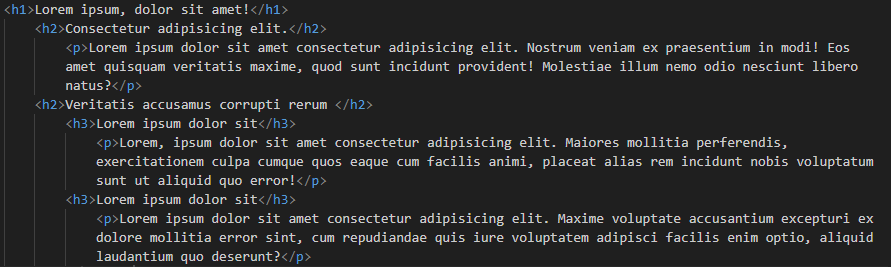 <h1>Lorem ipsum, dolor sit amet!</h1>
<h2>Consectetur adipisicing elit.</h2>
<p>Lorem ipsum dolor sit amet consectetur adipisicing elit. Nostrum veniam ex praesentium in modi! Eos
amet quisquam veritatis maxime, quod sunt incidunt provident! Molestiae illum nemo odio nesciunt libero
natus?</p>
<h2>Veritatis accusamus corrupti rerum </h2>
<h3>Lorem ipsum dolor sit</h3>
<p>Lorem, ipsum dolor sit amet consectetur adipisicing elit. Maiores mollitia perferendis,
exercitationem culpa cumque quos eaque cum facilis animi, placeat alias rem incidunt nobis voluptatum
sunt ut aliquid quo error!</p>
<h3>Lorem ipsum dolor sit</h3>
<p>Lorem ipsum dolor sit amet consectetur adipisicing elit. Maxime voluptate accusantium excepturi ex
dolore mollitia error sint, cum repudiandae quis iure voluptatem adipisci facilis enim optio, aliquid
laudantium quo deserunt?</p>